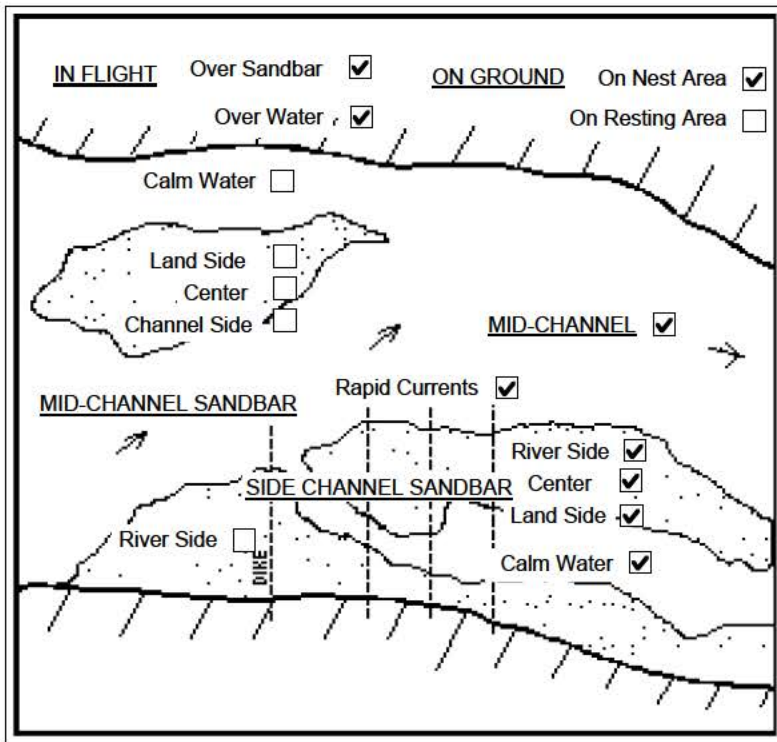 IN FLIGHT Over Sandbar ON GROUND On Nest Area
Over Water On Resting Area
Calm Water
Land Side
Center
Channel Side
MID-CHANNEL
Rapid Currents
MID-CHANNEL SANDBAR
River Side
SIDE CHANNEL SANDBAR Center
Land Side
River Side
Calm Water
DIKE